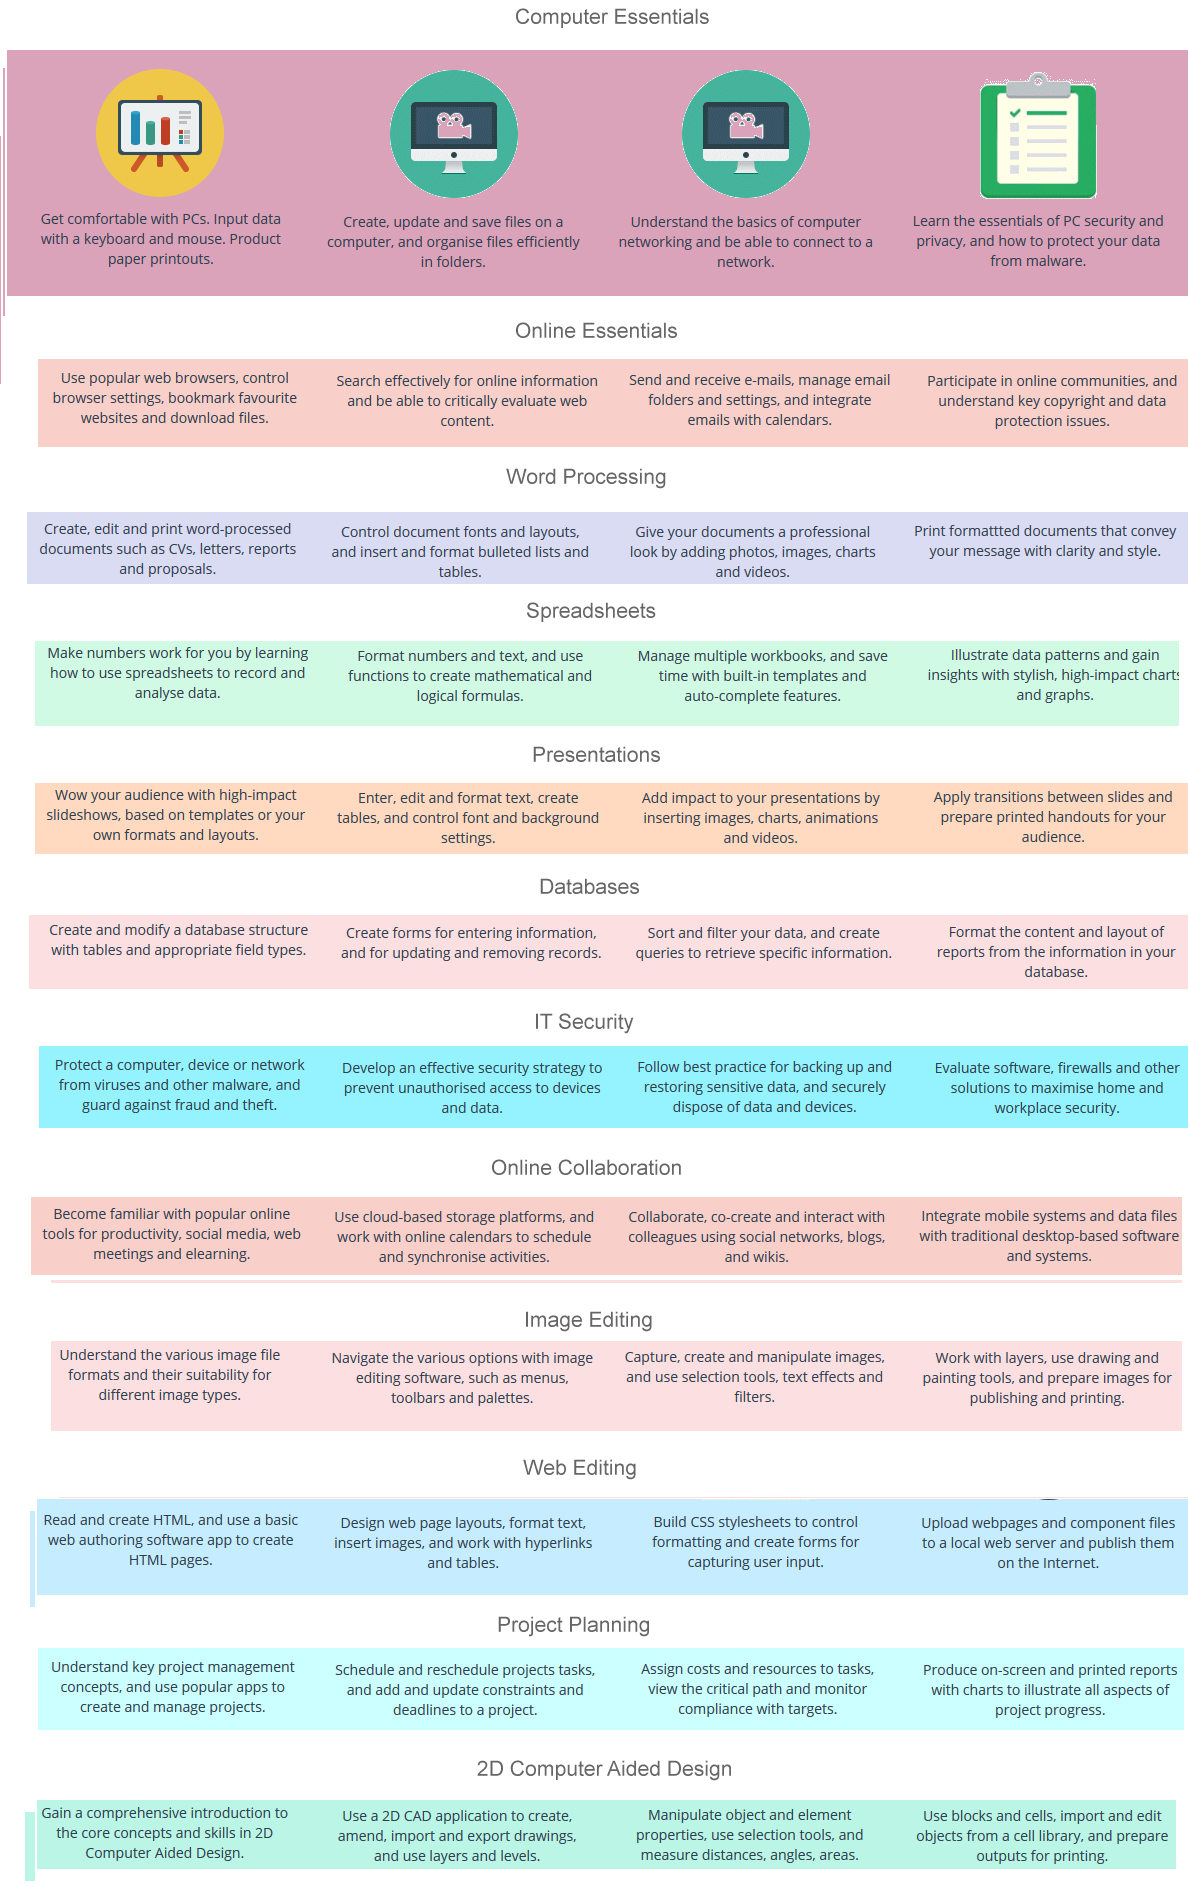 Computer Essentials
Get comfortable with PCs. Input data
with a keyboard and mouse. Product
paper printouts.
Create, update and save files on a
computer, and organise files efficiently
in folders.
Understand the basics of computer
networking and be able to connect to a
network.
Learn the essentials of PC security and
privacy, and how to protect your data
from malware.
Online Essentials
Use popular web browsers, control
browser settings, bookmark favourite
websites and download files.
Search effectively for online information
and be able to critically evaluate web
content.
Send and receive e-mails, manage email
folders and settings, and integrate
emails with calendars.
Participate in online communities, and
understand key copyright and data
protection issues.
Word Processing
Create, edit and print word-processed
documents such as CVs, letters, reports
and proposals.
Control document fonts and layouts,
and insert and format bulleted lists and
tables.
Give your documents a professional
look by adding photos, images, charts
and videos.
Print formattted documents that convey
your message with clarity and style.
Spreadsheets
Make numbers work for you by learning
how to use spreadsheets to record and
analyse data.
Format numbers and text, and use
functions to create mathematical and
logical formulas.
Manage multiple workbooks, and save
time with built-in templates and
auto-complete features.
Illustrate data patterns and gain
insights with stylish, high-impact charts
and graphs.
Presentations
Wow your audience with high-impact
slideshows, based on templates or your
own formats and layouts.
Enter, edit and format text, create
tables, and control font and background
settings.
Add impact to your presentations by
inserting images, charts, animations
and videos.
Apply transitions between slides and
prepare printed handouts for your
audience.
Databases
Create and modify a database structure
with tables and appropriate field types.
Create forms for entering information,
and for updating and removing records.
Sort and filter your data, and create
queries to retrieve specific information.
Format the content and layout of
reports from the information in your
database.
IT Security
Protect a computer, device or network
from viruses and other malware, and
guard against fraud and theft.
Develop an effective security strategy to
prevent unauthorised access to devices
and data.
Follow best practice for backing up and
restoring sensitive data, and securely
dispose of data and devices.
Evaluate software, firewalls and other
solutions to maximise home and
workplace security.
Online Collaboration
Become familiar with popular online
tools for productivity, social media, web
meetings and elearning.
Use cloud-based storage platforms, and
work with online calendars to schedule
and synchronise activities.
Collaborate, co-create and interact with
colleagues using social networks, blogs,
and wikis.
Integrate mobile systems and data files
with traditional desktop-based software
and systems.
Image Editing
Understand the various image file
formats and their suitability for
different image types.
Navigate the various options with image
editing software, such as menus,
toolbars and palettes.
Capture, create and manipulate images,
and use selection tools, text effects and
filters.
Work with layers, use drawing and
painting tools, and prepare images for
publishing and printing.
Web Editing
Read and create HTML, and use a basic
web authoring software app to create
HTML pages.
Design web page layouts, format text,
insert images, and work with hyperlinks
and tables.
Build CSS stylesheets to control
formatting and create forms for
capturing user input.
Upload webpages and component files
to a local web server and publish them
on the Internet.
Project Planning
Understand key project management
concepts, and use popular apps to
create and manage projects.
Schedule and reschedule projects tasks,
and add and update constraints and
deadlines to a project.
Assign costs and resources to tasks,
view the critical path and monitor
compliance with targets.
Produce on-screen and printed reports
with charts to illustrate all aspects of
project progress.
2D Computer Aided Design
Gain a comprehensive introduction to
the core concepts and skills in 2D
Computer Aided Design.
Use a 2D CAD application to create,
amend, import and export drawings,
and use layers and levels.
Manipulate object and element
properties, use selection tools, and
measure distances, angles, areas.
Use blocks and cells, import and edit
objects from a cell library, and prepare
outputs for printing.